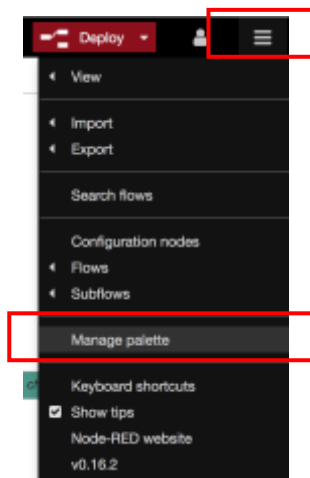 Deploy
View
Import
Export
Search flows
Configuration nodes
Flows
Subflows
Manage palette
Keyboard shortcuts
Show tips
Node-RED website
v0.16.2